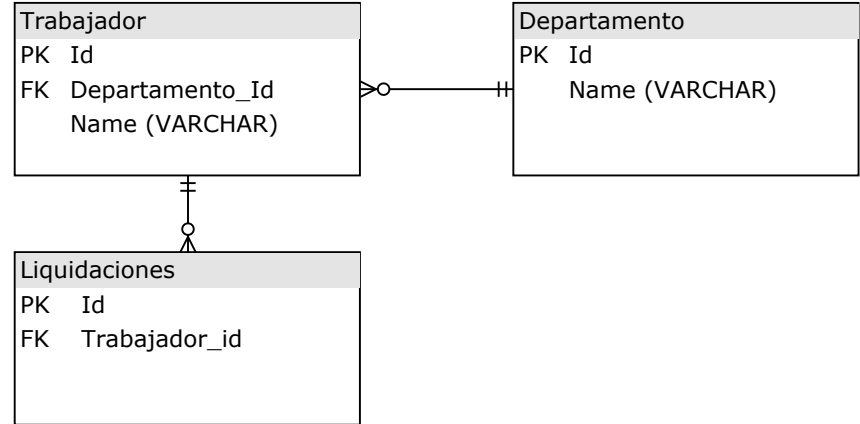 Trabajador
PK Id
FK Departamento_Id
Name (VARCHAR)
Departamento
PK Id
Name (VARCHAR)
Liquidaciones
PK Id
FK Trabajador_id